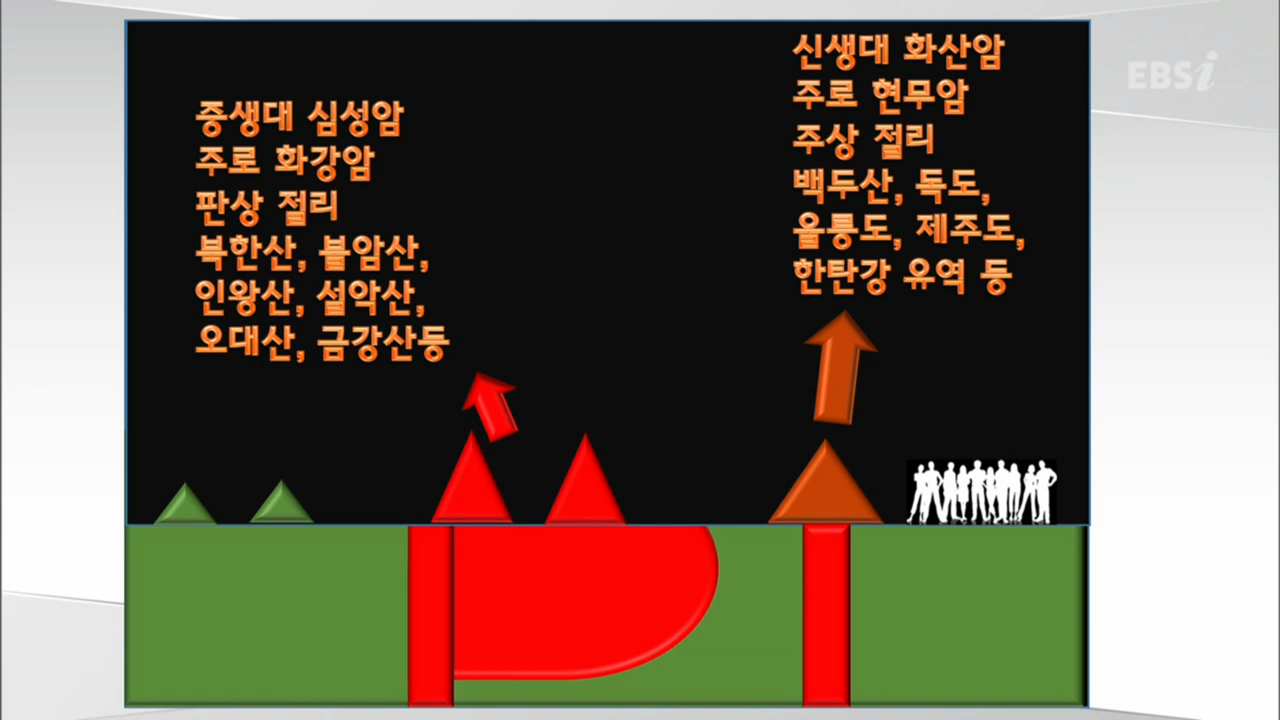 중생대 심성암
주로 화강암
판상 절리
북한산, 불암산,
인왕산, 설악산,
오대산, 금강산등
신생대 화산암
주로 현무암
주상 절리
백두산, 독도,
울릉도, 제주도,
한탄강 유역 등
EBSi